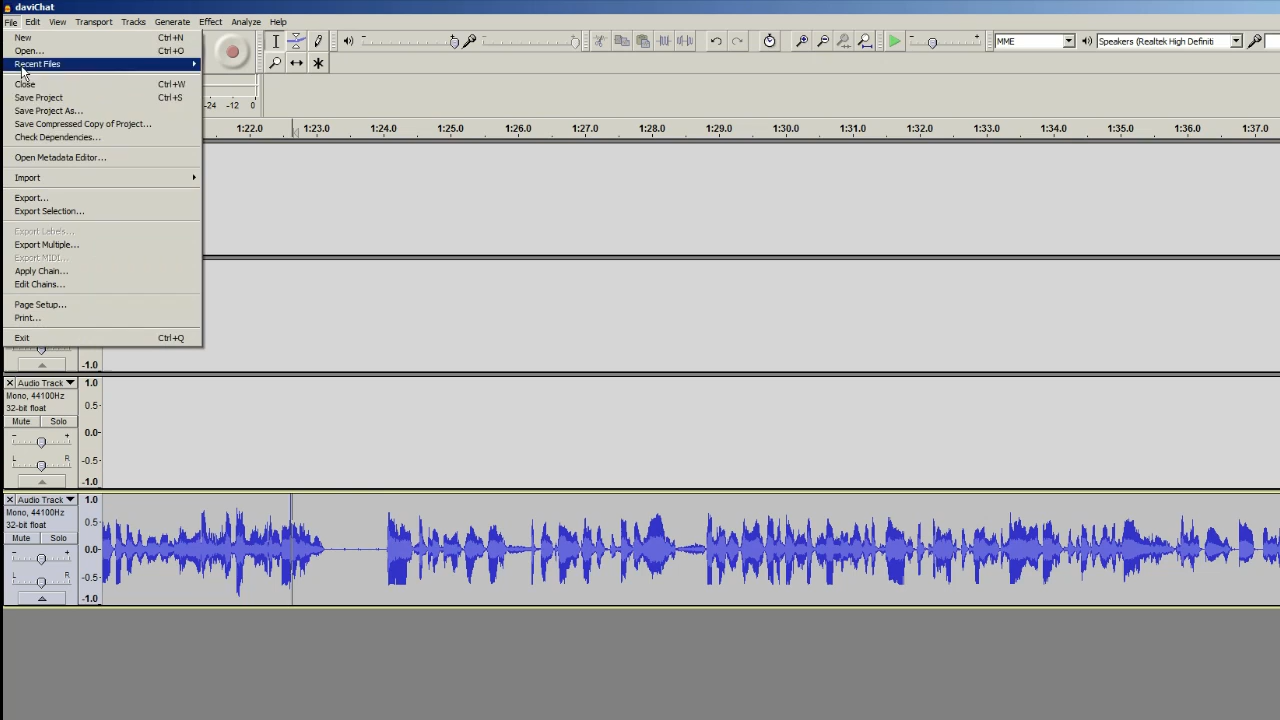 daviChat
File Edit View Transport Tracks Generate Effect Analyze Help
New Ctrl+N
Open... Ctrl+O
Recent Files
Close Ctrl+W
Save Project Ctrl+S
Save Project As...
Save Compressed Copy of Project...
Check Dependencies...
Open Metadata Editor...
Import
Export...
Export Selection...
Export Labels...
Export Multiple...
Export MIDI...
Apply Chain...
Edit Chains...
Page Setup...
Print...
Exit Ctrl+Q
MME
Speakers (Realtek High Definiti
-24 -12 0
1:22.0 1:23.0 1:24.0 1:25.0 1:26.0 1:27.0 1:28.0 1:29.0 1:30.0 1:31.0 1:32.0 1:33.0 1:34.0 1:35.0 1:36.0 1:37.0
-1.0
Audio Track 1.0
Mono, 44100Hz
32-bit float 0.5
Mute Solo
0.0
- +
L R -0.5
-1.0
Audio Track 1.0
Mono, 44100Hz
32-bit float 0.5
Mute Solo
0.0
- +
L R -0.5
-1.0